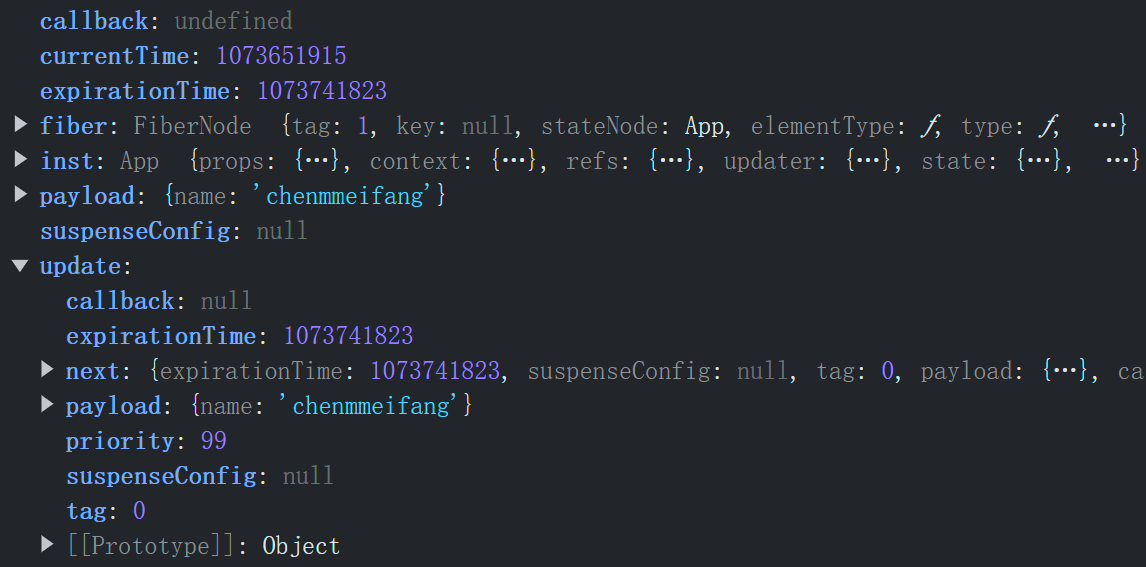 callback: undefined
currentTime: 1073651915
expirationTime: 1073741823
▶ fiber: FiberNode {tag: 1, key: null, stateNode: App, elementType: ƒ, type: ƒ, …}
▶ inst: App {props: {…}, context: {…}, refs: {…}, updater: {…}, state: {…}, …}
▶ payload: {name: 'chenmmeifang'}
suspenseConfig: null
▼ update:
callback: null
expirationTime: 1073741823
▶ next: {expirationTime: 1073741823, suspenseConfig: null, tag: 0, payload: {…}, ca
▶ payload: {name: 'chenmmeifang'}
priority: 99
suspenseConfig: null
tag: 0
▶ [[Prototype]]: Object